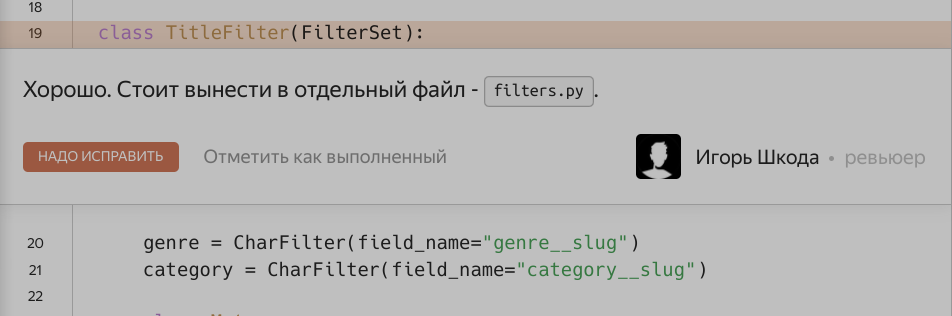 18
19 class TitleFilter(FilterSet):
Хорошо. Стоит вынести в отдельный файл - filters.py.
НАДО ИСПРАВИТЬ Отметить как выполненный Игорь Шкода • ревьюер
20 genre = CharFilter(field_name="genre__slug")
21 category = CharFilter(field_name="category__slug")
22